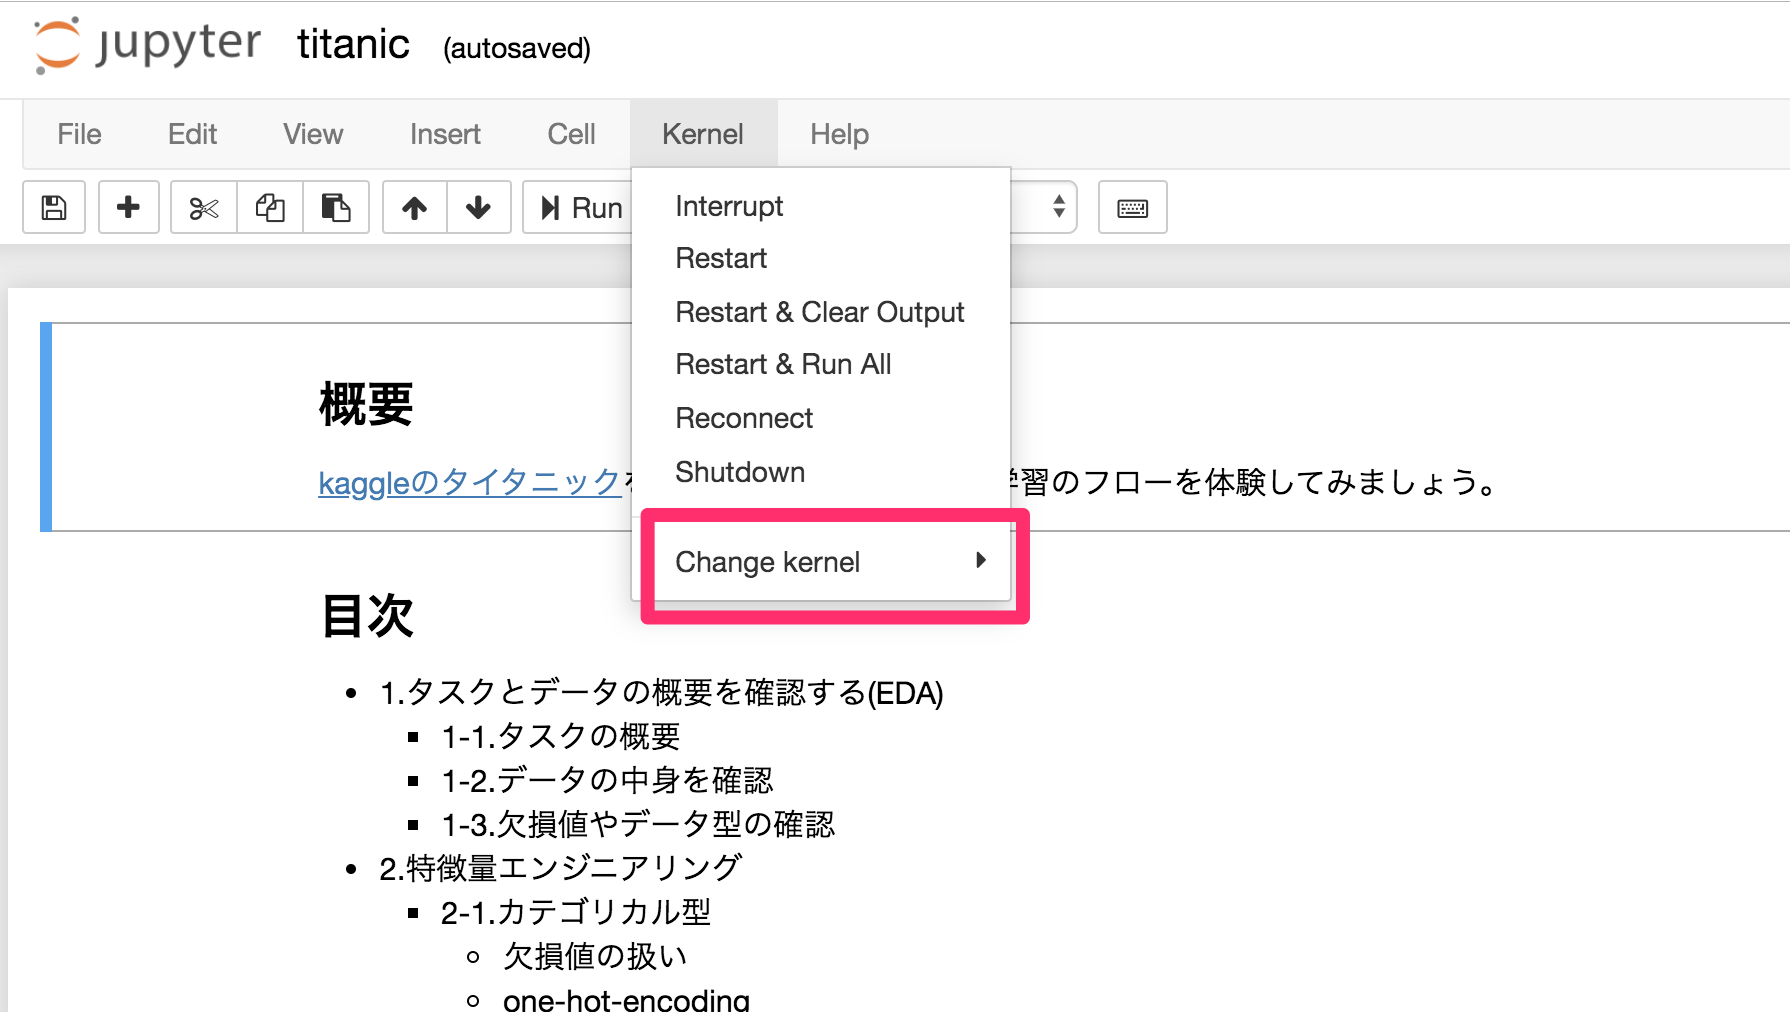 jupyter titanic (autosaved)
File Edit View Insert Cell Kernel Help
Run
Interrupt
Restart
Restart & Clear Output
Restart & Run All
Reconnect
Shutdown
Change kernel
概要
kaggleのタイタニック 習のフローを体験してみましょう。
目次
1.タスクとデータの概要を確認する(EDA)
1-1.タスクの概要
1-2.データの中身を確認
1-3.欠損値やデータ型の確認
2.特徴量エンジニアリング
2-1.カテゴリカル型
欠損値の扱い
one-hot-encoding